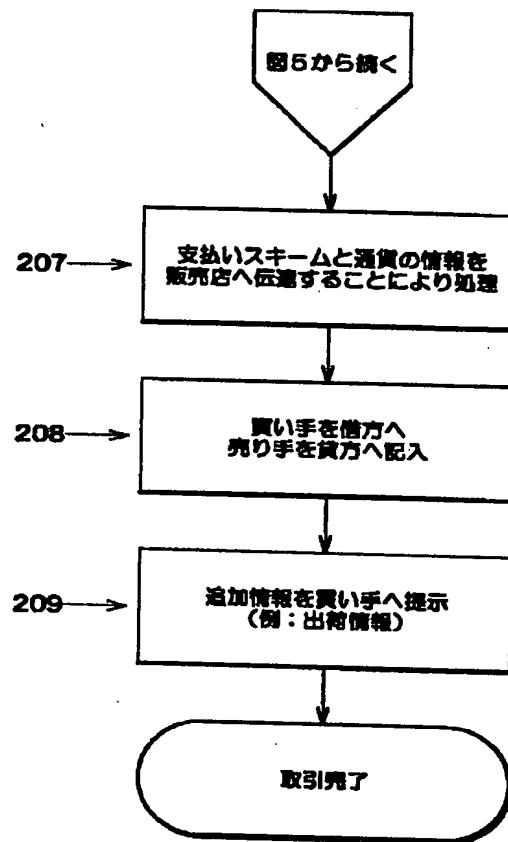 図5から続く
207
支払いスキームと通貨の情報を
販売店へ伝達することにより処理
208
買い手を借方へ
売り手を貸方へ記入
209
追加情報を買い手へ提示
(例：出荷情報)
取引完了